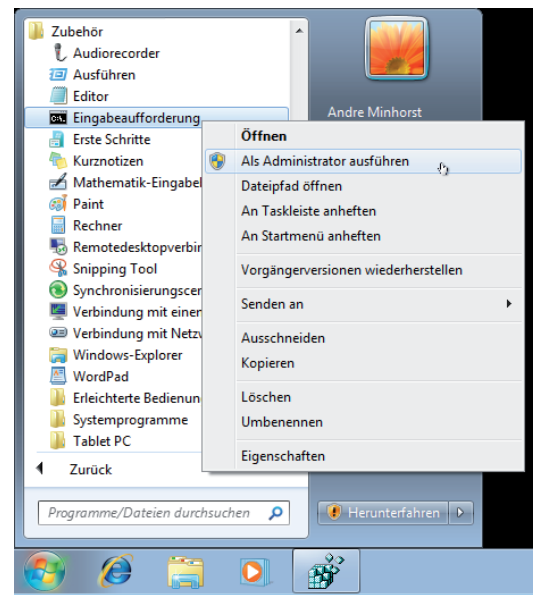 Zubehör
Audiorecorder
Ausführen
Editor
Eingabeaufforderung
Erste Schritte
Kurznotizen
Mathematik-Eingabe
Paint
Rechner
Remotedesktopverbin
Snipping Tool
Synchronisierungscen
Verbindung mit einer
Verbindung mit Netz
Windows-Explorer
WordPad
Erleichterte Bedienun
Systemprogramme
Tablet PC
Zurück
Programme/Dateien durchsuchen
Andre Minhorst
Öffnen
Als Administrator ausführen
Dateipfad öffnen
An Taskleiste anheften
An Startmenü anheften
Vorgängerversionen wiederherstellen
Senden an
Ausschneiden
Kopieren
Löschen
Umbenennen
Eigenschaften
Herunterfahren